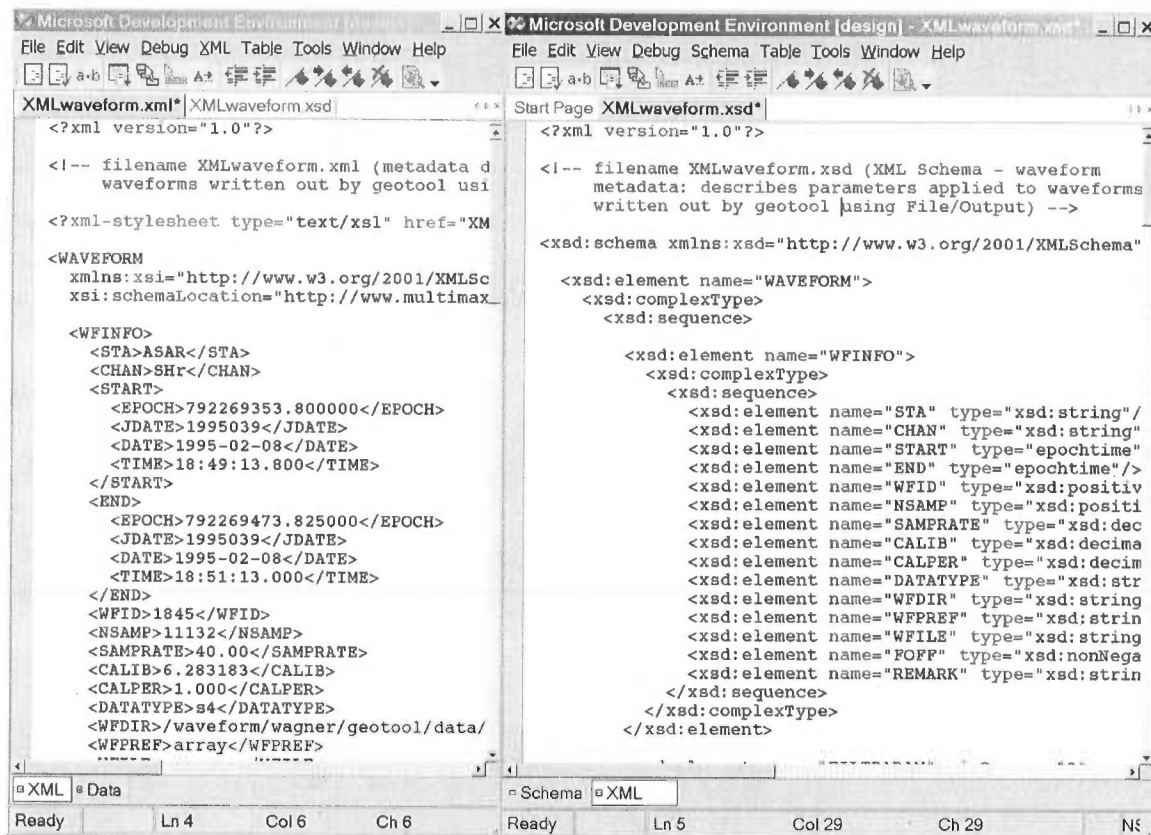 Microsoft Development Environment
File Edit View Debug XML Table Tools Window Help
a·b
XMLwaveform.xml* XMLwaveform.xsd
<?xml version="1.0"?>
<!-- filename XMLwaveform.xml (metadata d
waveforms written out by geotool usi
<?xml-stylesheet type="text/xsl" href="XM
<WAVEFORM
xmlns:xsi="http://www.w3.org/2001/XMLSc
xsi:schemaLocation="http://www.multimax_
<WFINFO>
<STA>ASAR</STA>
<CHAN>SHr</CHAN>
<START>
<EPOCH>792269353.800000</EPOCH>
<JDATE>1995039</JDATE>
<DATE>1995-02-08</DATE>
<TIME>18:49:13.800</TIME>
</START>
<END>
<EPOCH>792269473.825000</EPOCH>
<JDATE>1995039</JDATE>
<DATE>1995-02-08</DATE>
<TIME>18:51:13.000</TIME>
</END>
<WFID>1845</WFID>
<NSAMP>11132</NSAMP>
<SAMPRATE>40.00</SAMPRATE>
<CALIB>6.283183</CALIB>
<CALPER>1.000</CALPER>
<DATATYPE>s4</DATATYPE>
<WFDIR>/waveform/wagner/geotool/data/
<WFPREF>array</WFPREF>
XML Data
Ready Ln 4 Col 6 Ch 6
Microsoft Development Environment [design] - XMLwaveform.xsd*
File Edit View Debug Schema Table Tools Window Help
a·b
Start Page XMLwaveform.xsd*
<?xml version="1.0"?>
<!-- filename XMLwaveform.xsd (XML Schema - waveform
metadata: describes parameters applied to waveforms
written out by geotool using File/Output) -->
<xsd:schema xmlns:xsd="http://www.w3.org/2001/XMLSchema"
<xsd:element name="WAVEFORM">
<xsd:complexType>
<xsd:sequence>
<xsd:element name="WFINFO">
<xsd:complexType>
<xsd:sequence>
<xsd:element name="STA" type="xsd:string"/
<xsd:element name="CHAN" type="xsd:string"
<xsd:element name="START" type="epochtime"
<xsd:element name="END" type="epochtime"/>
<xsd:element name="WFID" type="xsd:positiv
<xsd:element name="NSAMP" type="xsd:positi
<xsd:element name="SAMPRATE" type="xsd:dec
<xsd:element name="CALIB" type="xsd:decima
<xsd:element name="CALPER" type="xsd:decim
<xsd:element name="DATATYPE" type="xsd:str
<xsd:element name="WFDIR" type="xsd:string
<xsd:element name="WFPREF" type="xsd:strin
<xsd:element name="WFILE" type="xsd:string
<xsd:element name="FOFF" type="xsd:nonNega
<xsd:element name="REMARK" type="xsd:strin
</xsd:sequence>
</xsd:complexType>
</xsd:element>
Schema XML
Ready Ln 5 Col 29 Ch 29